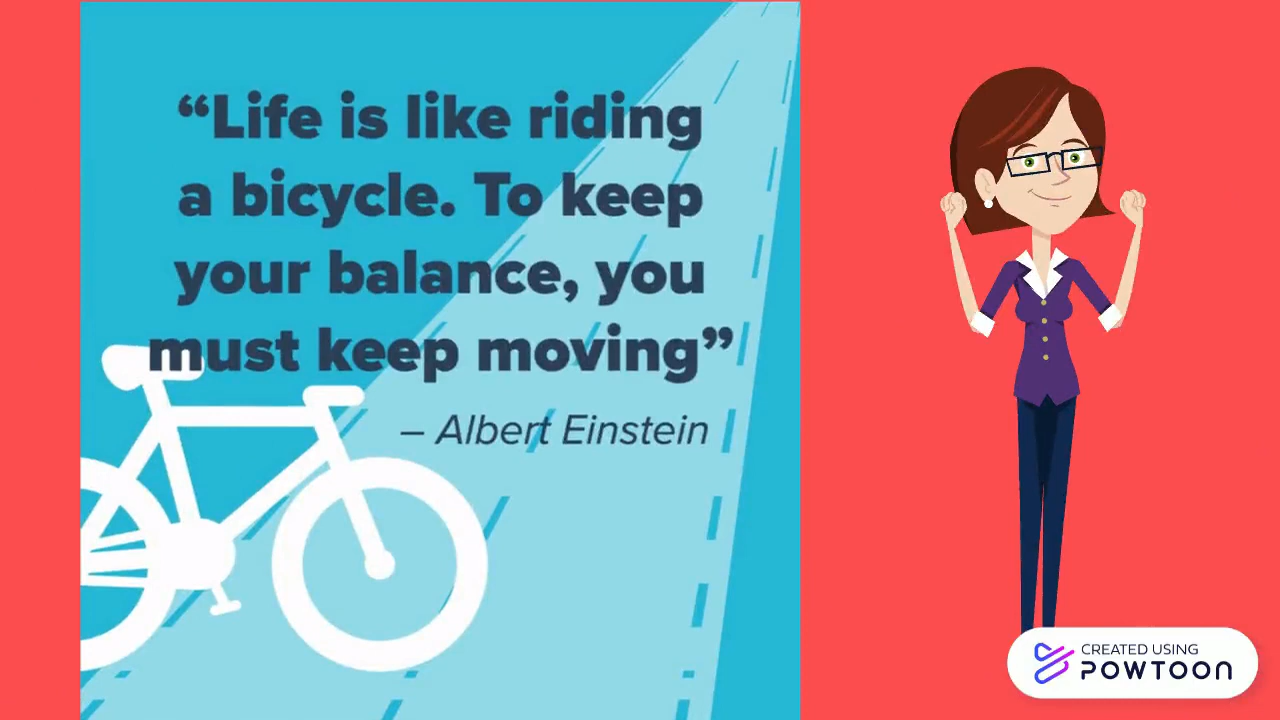 “Life is like riding
a bicycle. To keep
your balance, you
must keep moving”
– Albert Einstein
CREATED USING
POWTOON